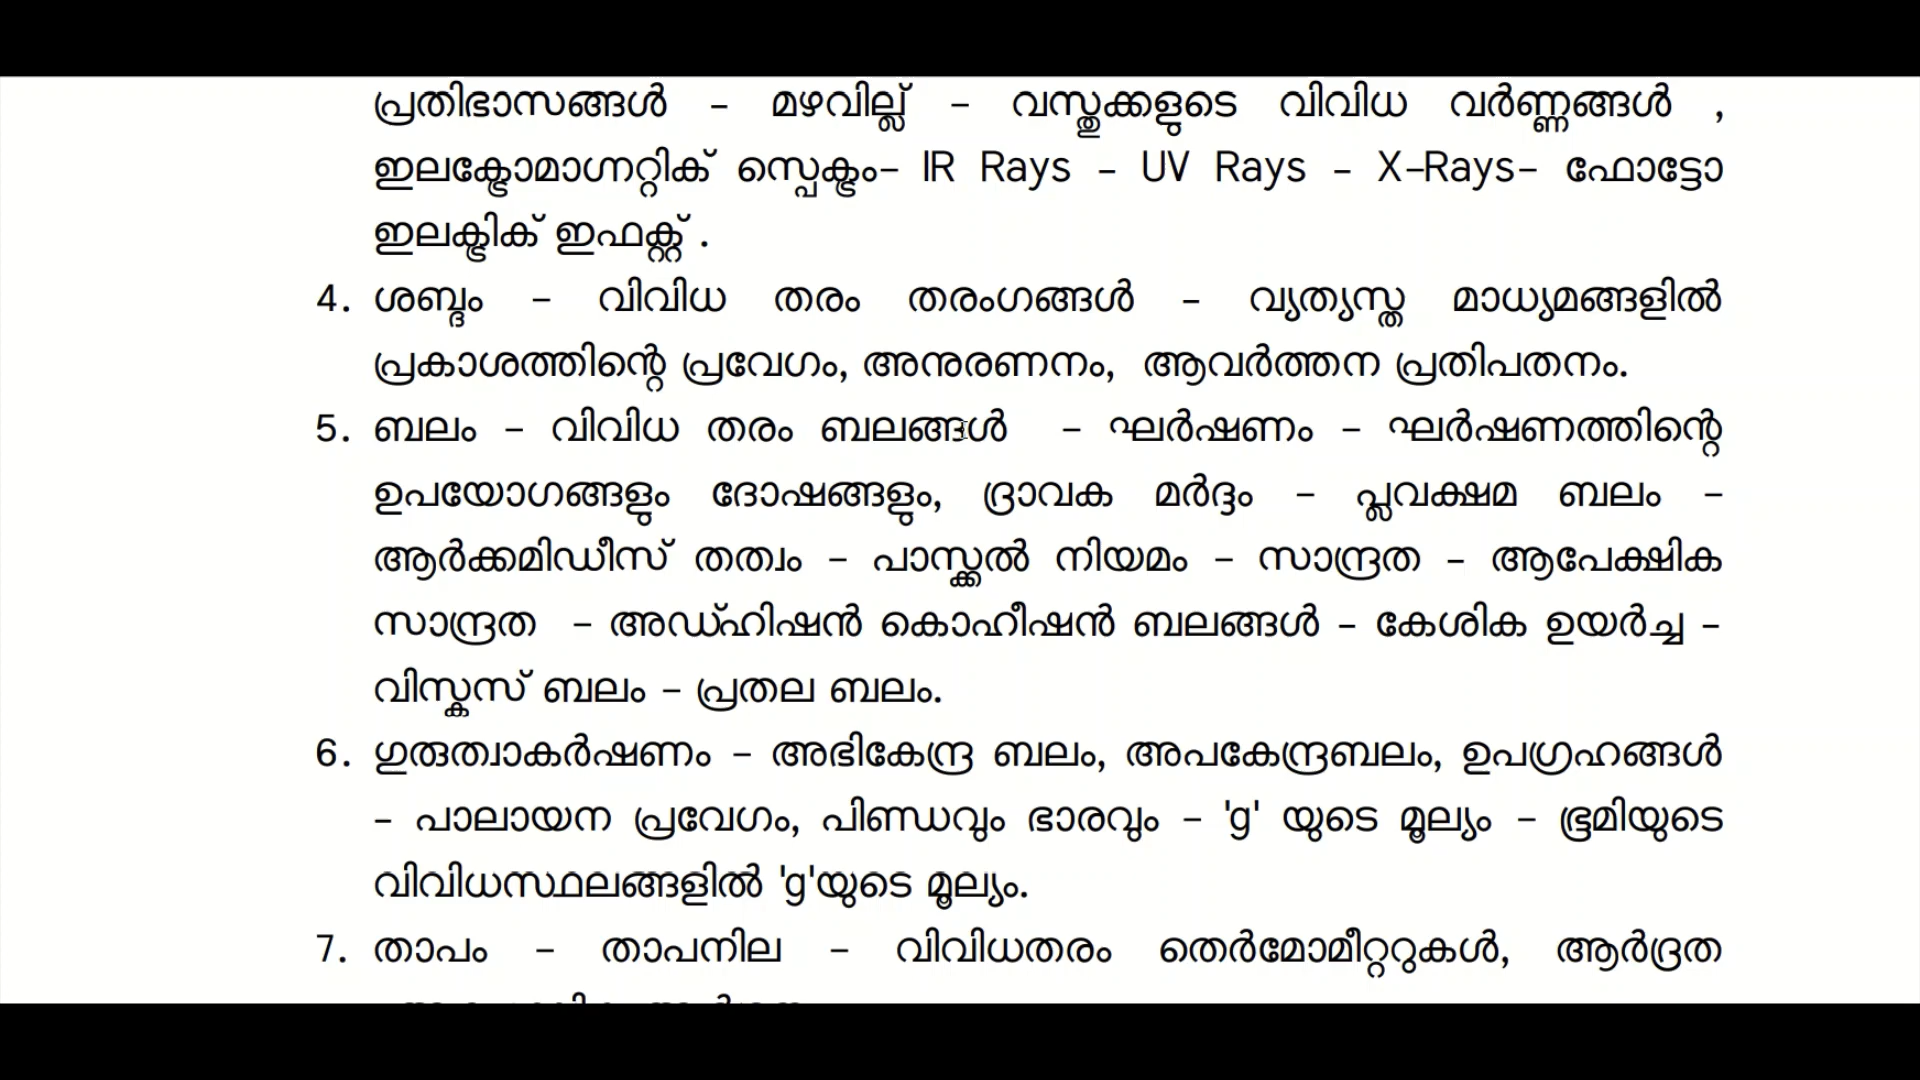 പ്രതിഭാസങ്ങൾ – മഴവില്ല് – വസ്തുക്കളുടെ വിവിധ വർണ്ണങ്ങൾ ,
ഇലക്ട്രോമാഗ്നറ്റിക് സ്പെക്ട്രം– IR Rays – UV Rays – X–Rays– ഫോട്ടോ
ഇലക്ട്രിക് ഇഫക്റ്റ് .
4. ശബ്ദം – വിവിധ തരം തരംഗങ്ങൾ – വ്യത്യസ്ത മാധ്യമങ്ങളിൽ
പ്രകാശത്തിന്റെ പ്രവേഗം, അനുരണനം, ആവർത്തന പ്രതിപതനം.
5. ബലം – വിവിധ തരം ബലങ്ങൾ – ഘർഷണം – ഘർഷണത്തിന്റെ
ഉപയോഗങ്ങളും ദോഷങ്ങളും, ദ്രാവക മർദ്ദം – പ്ലവക്ഷമ ബലം –
ആർക്കമിഡീസ് തത്വം – പാസ്ക്കൽ നിയമം – സാന്ദ്രത – ആപേക്ഷിക
സാന്ദ്രത – അഡ്ഹിഷൻ കൊഹീഷൻ ബലങ്ങൾ – കേശിക ഉയർച്ച –
വിസ്കസ് ബലം – പ്രതല ബലം.
6. ഗുരുത്വാകർഷണം – അഭികേന്ദ്ര ബലം, അപകേന്ദ്രബലം, ഉപഗ്രഹങ്ങൾ
– പാലായന പ്രവേഗം, പിണ്ഡവും ഭാരവും – 'g' യുടെ മൂല്യം – ഭൂമിയുടെ
വിവിധസ്ഥലങ്ങളിൽ 'g'യുടെ മൂല്യം.
7. താപം – താപനില – വിവിധതരം തെർമോമീറ്ററുകൾ, ആർദ്രത